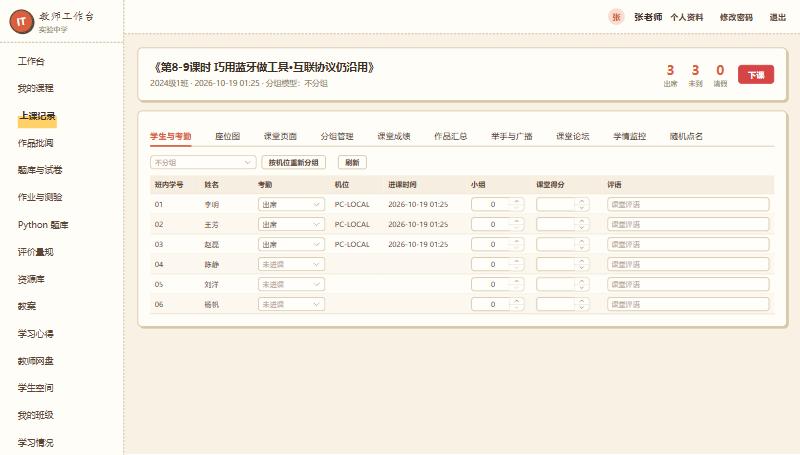 IT
教师工作台
实验中学
张 张老师 个人资料 修改密码 退出
工作台
我的课程
上课纪录
作品批阅
题库与试卷
作业与测验
Python 题库
评价量规
资源库
教案
学习心得
教师网盘
学生空间
我的班级
学习情况
《第8-9课时 巧用蓝牙做工具•互联协议仍沿用》
2024级1班 · 2026-10-19 01:25 · 分组模型：不分组
3 3 0
出席 未到 请假
下课
学生与考勤 座位图 课堂页面 分组管理 课堂成绩 作品汇总 举手与广播 课堂论坛 学情监控 随机点名
不分组 按机位重新分组 刷新
班内学号 姓名 考勤 机位 进课时间 小组 课堂得分 评语
01 李明 出席 PC-LOCAL 2026-10-19 01:25 0 课堂评语
02 王芳 出席 PC-LOCAL 2026-10-19 01:25 0 课堂评语
03 赵磊 出席 PC-LOCAL 2026-10-19 01:25 0 课堂评语
04 陈静 未进课 0 课堂评语
05 刘洋 未进课 0 课堂评语
06 杨帆 未进课 0 课堂评语